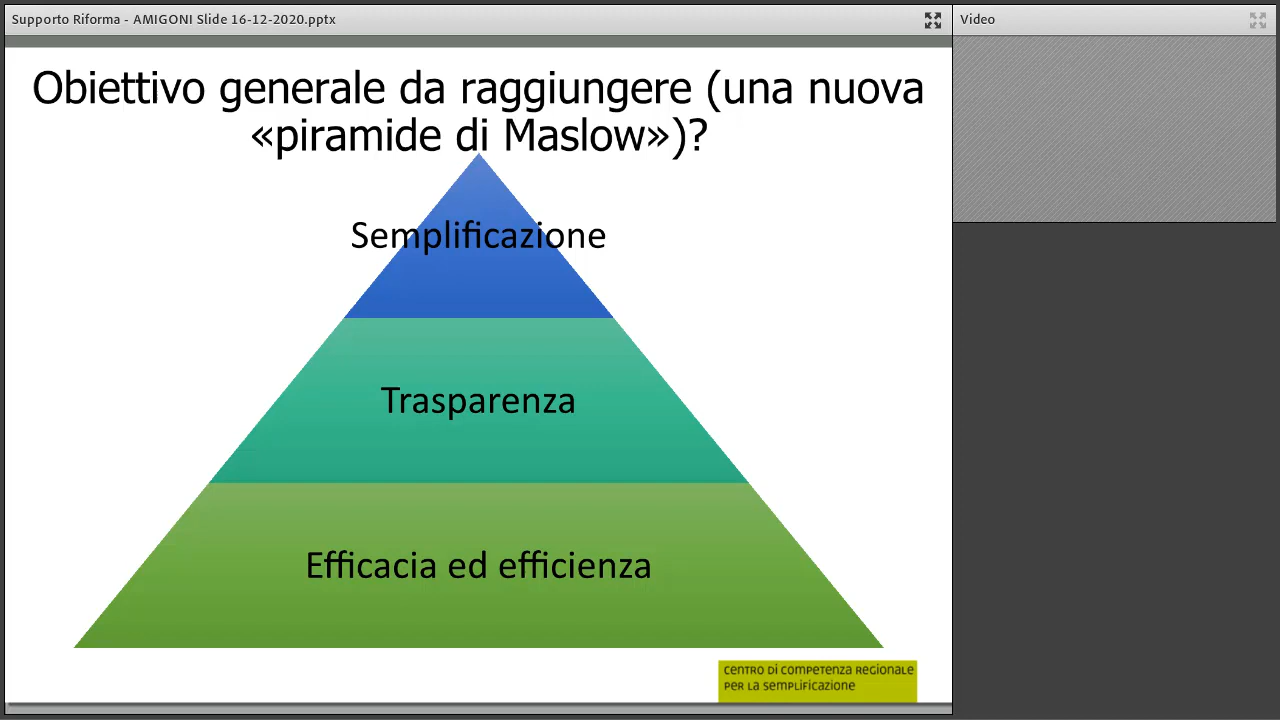 Supporto Riforma - AMIGONI Slide 16-12-2020.pptx
Video
Obiettivo generale da raggiungere (una nuova
«piramide di Maslow»)?
Semplificazione
Trasparenza
Efficacia ed efficienza
CENTRO DI COMPETENZA REGIONALE
PER LA SEMPLIFICAZIONE